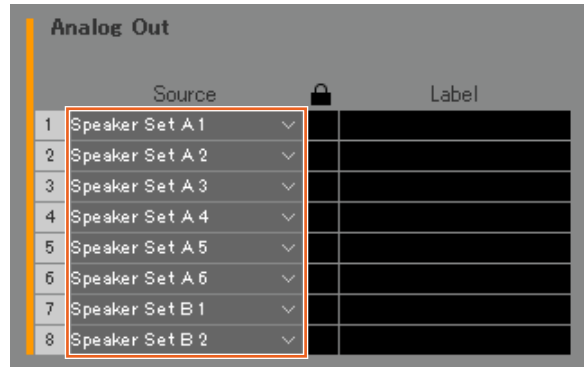 Analog Out
Source Label
1 Speaker Set A 1
2 Speaker Set A 2
3 Speaker Set A 3
4 Speaker Set A 4
5 Speaker Set A 5
6 Speaker Set A 6
7 Speaker Set B 1
8 Speaker Set B 2